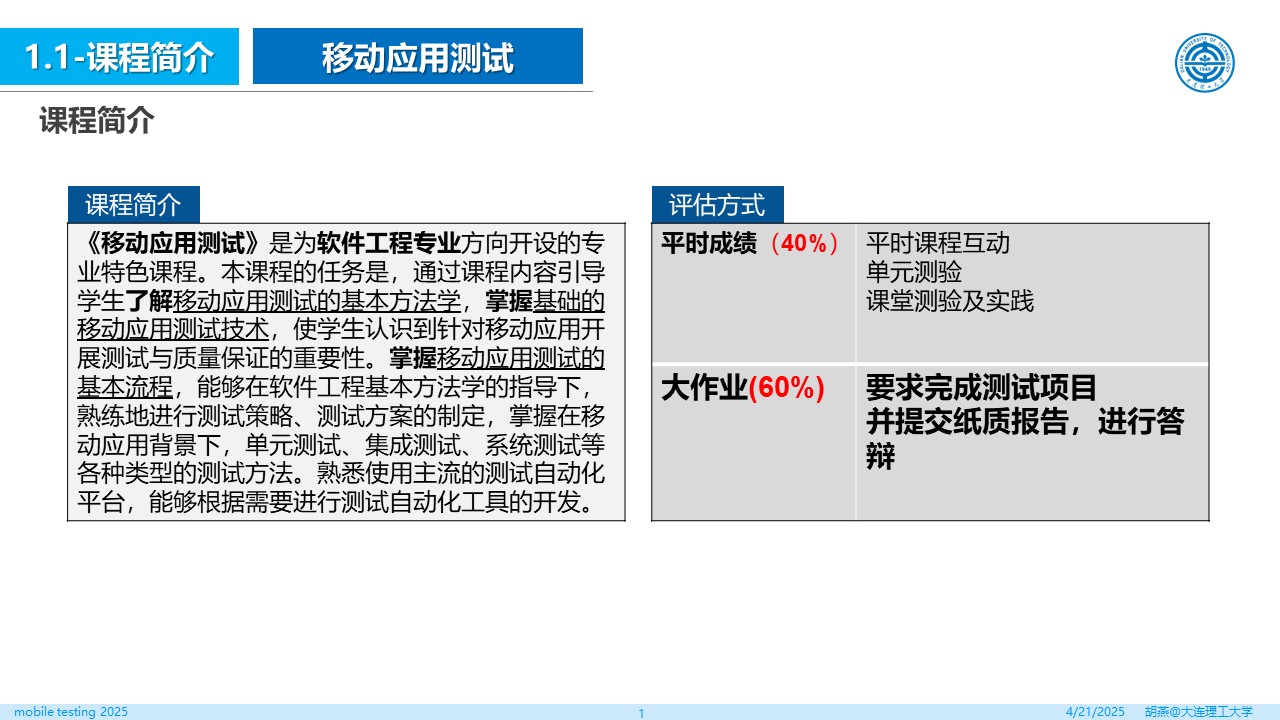 1.1-课程简介
移动应用测试
DALIAN UNIVERSITY OF TECHNOLOGY
1949
大连理工大学
课程简介
课程简介
《移动应用测试》是为软件工程专业方向开设的专
业特色课程。本课程的任务是，通过课程内容引导
学生了解移动应用测试的基本方法学，掌握基础的
移动应用测试技术，使学生认识到针对移动应用开
展测试与质量保证的重要性。掌握移动应用测试的
基本流程，能够在软件工程基本方法学的指导下，
熟练地进行测试策略、测试方案的制定，掌握在移
动应用背景下，单元测试、集成测试、系统测试等
各种类型的测试方法。熟悉使用主流的测试自动化
平台，能够根据需要进行测试自动化工具的开发。
评估方式
平时成绩（40%）
平时课程互动
单元测验
课堂测验及实践
大作业(60%)
要求完成测试项目
并提交纸质报告，进行答
辩
mobile testing 2025
1
4/21/2025
胡燕@大连理工大学